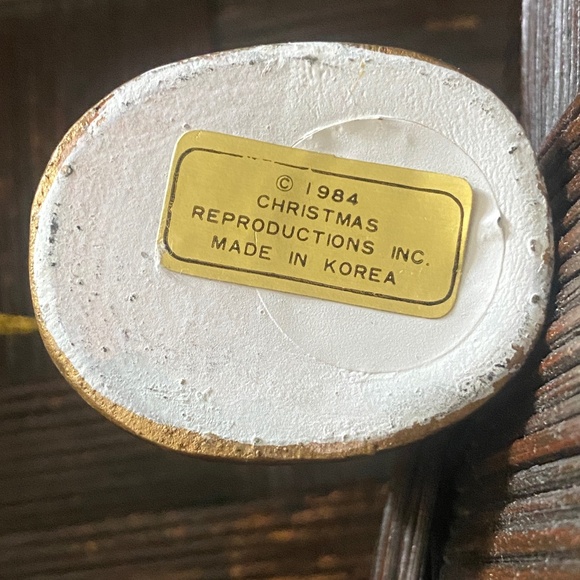 © 1984
CHRISTMAS
REPRODUCTIONS INC.
MADE IN KOREA